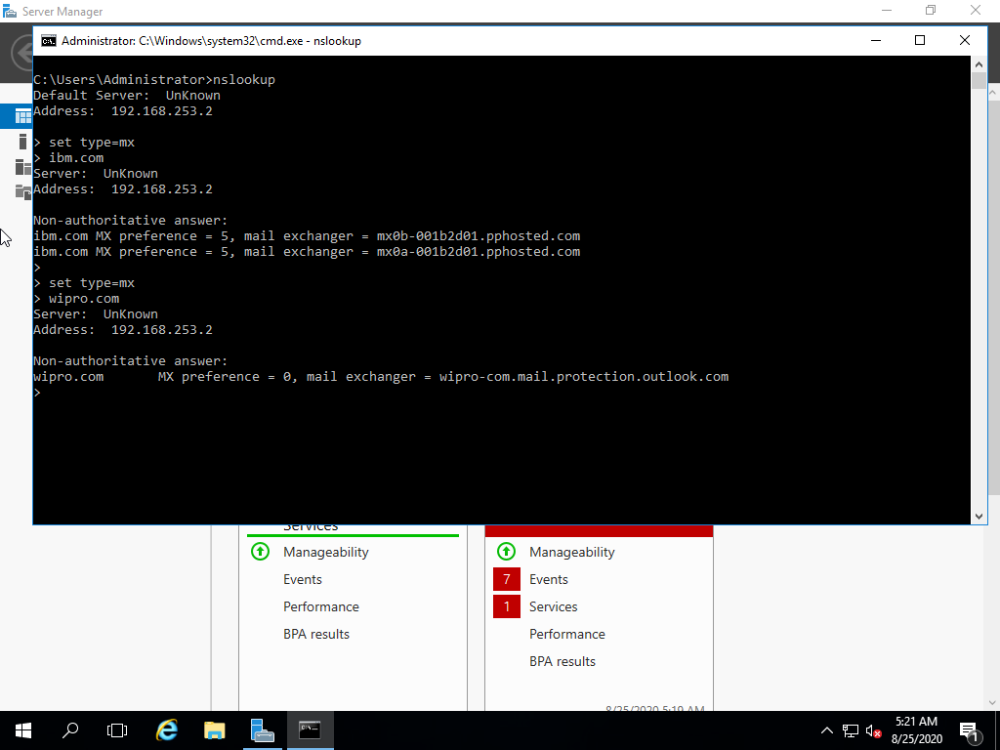 Server Manager
Administrator: C:\Windows\system32\cmd.exe - nslookup
C:\Users\Administrator>nslookup
Default Server:  UnKnown
Address:  192.168.253.2
> set type=mx
> ibm.com
Server:  UnKnown
Address:  192.168.253.2
Non-authoritative answer:
ibm.com MX preference = 5, mail exchanger = mx0b-001b2d01.pphosted.com
ibm.com MX preference = 5, mail exchanger = mx0a-001b2d01.pphosted.com
>
> set type=mx
> wipro.com
Server:  UnKnown
Address:  192.168.253.2
Non-authoritative answer:
wipro.com       MX preference = 0, mail exchanger = wipro-com.mail.protection.outlook.com
>
Services
Manageability
Events
Performance
BPA results
Manageability
7 Events
1 Services
Performance
BPA results
8/25/2020 5:19 AM
5:21 AM
8/25/2020
1